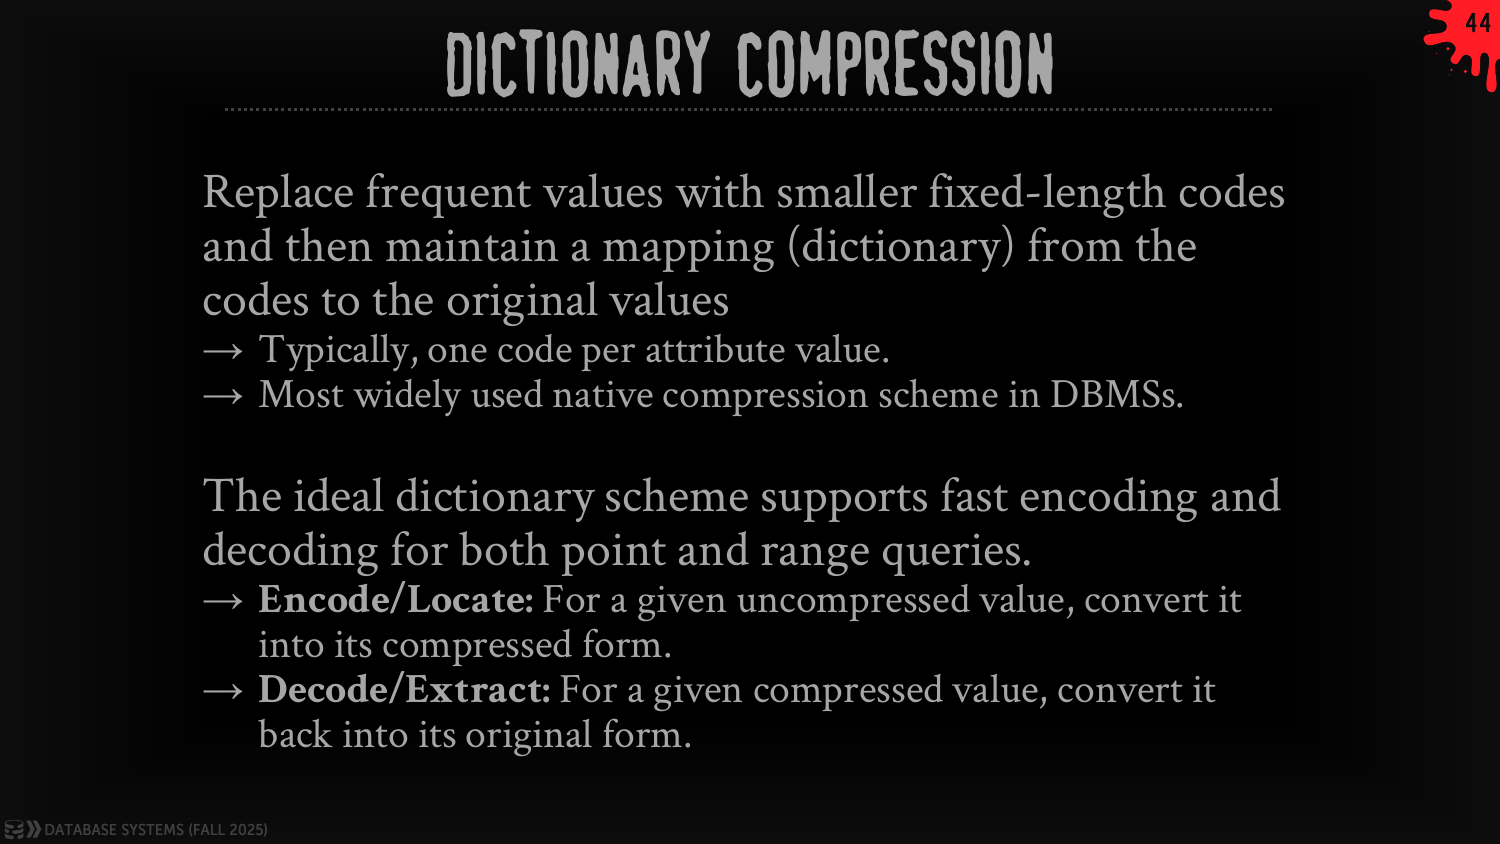 DICTIONARY COMPRESSION
44
Replace frequent values with smaller fixed-length codes
and then maintain a mapping (dictionary) from the
codes to the original values
→ Typically, one code per attribute value.
→ Most widely used native compression scheme in DBMSs.
The ideal dictionary scheme supports fast encoding and
decoding for both point and range queries.
→ Encode/Locate: For a given uncompressed value, convert it
into its compressed form.
→ Decode/Extract: For a given compressed value, convert it
back into its original form.
DATABASE SYSTEMS (FALL 2025)